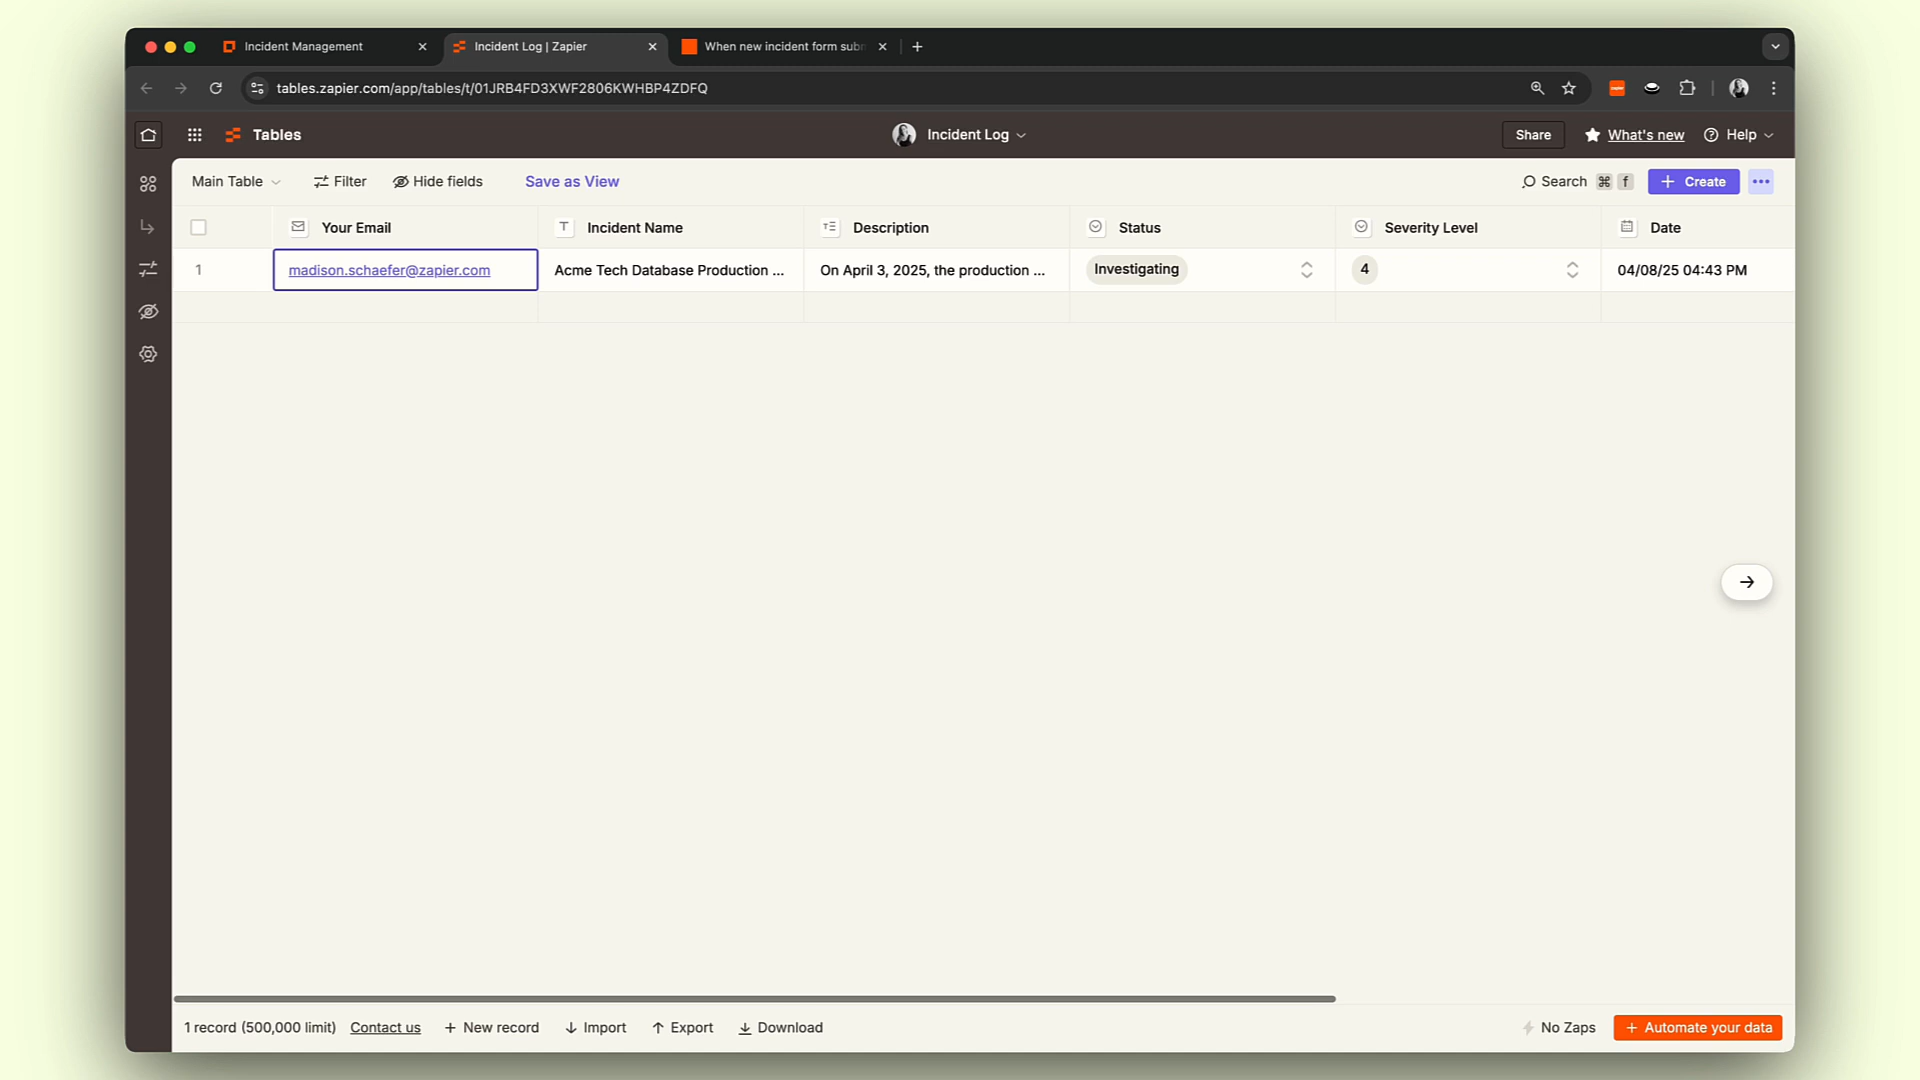 Incident Management
Incident Log | Zapier
When new incident form sub
tables.zapier.com/app/tables/t/01JRB4FD3XWF2806KWHBP4ZDFQ
Tables
Incident Log
Share
What's new
Help
Main Table
Filter
Hide fields
Save as View
Search ⌘ f
+ Create
Your Email
Incident Name
Description
Status
Severity Level
Date
1
madison.schaefer@zapier.com
Acme Tech Database Production ...
On April 3, 2025, the production ...
Investigating
4
04/08/25 04:43 PM
1 record (500,000 limit)
Contact us
+ New record
Import
Export
Download
No Zaps
+ Automate your data